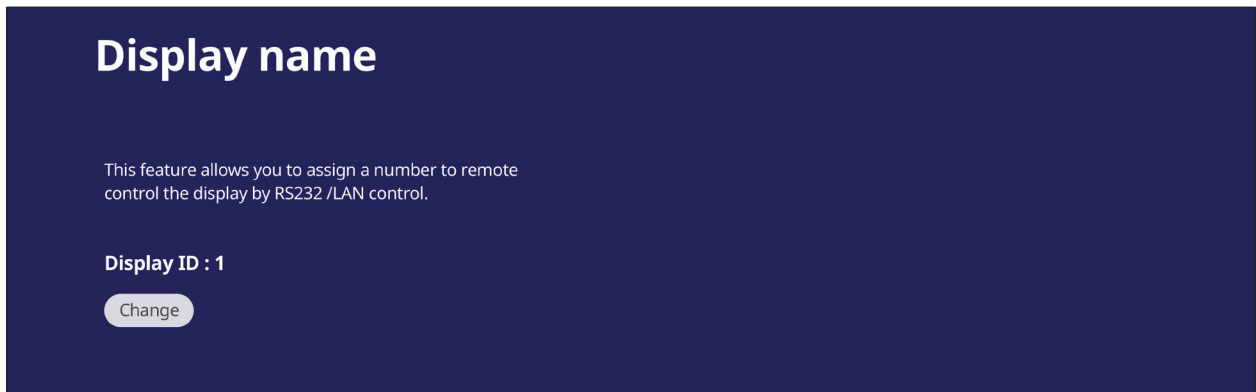 Display name
This feature allows you to assign a number to remote
control the display by RS232 /LAN control.
Display ID : 1
Change